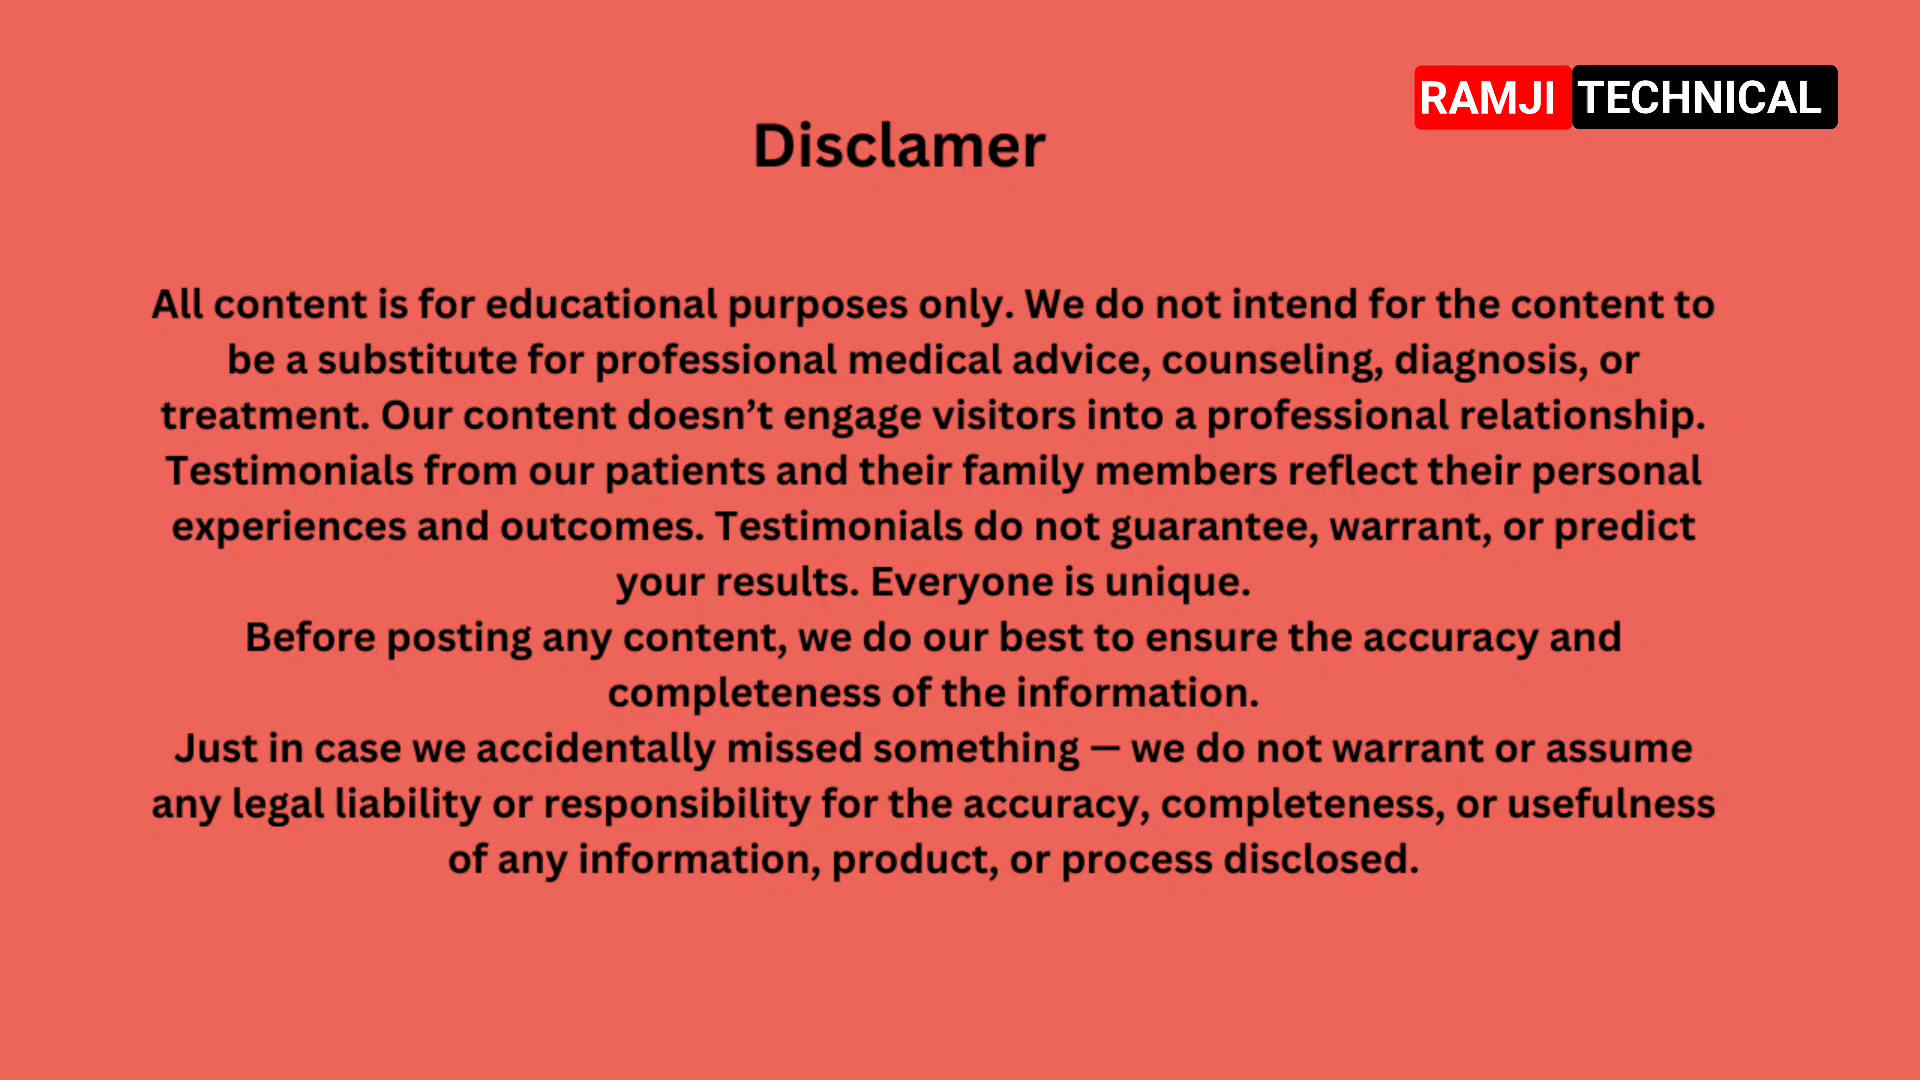 RAMJI TECHNICAL
Disclamer
All content is for educational purposes only. We do not intend for the content to
be a substitute for professional medical advice, counseling, diagnosis, or
treatment. Our content doesn’t engage visitors into a professional relationship.
Testimonials from our patients and their family members reflect their personal
experiences and outcomes. Testimonials do not guarantee, warrant, or predict
your results. Everyone is unique.
Before posting any content, we do our best to ensure the accuracy and
completeness of the information.
Just in case we accidentally missed something — we do not warrant or assume
any legal liability or responsibility for the accuracy, completeness, or usefulness
of any information, product, or process disclosed.